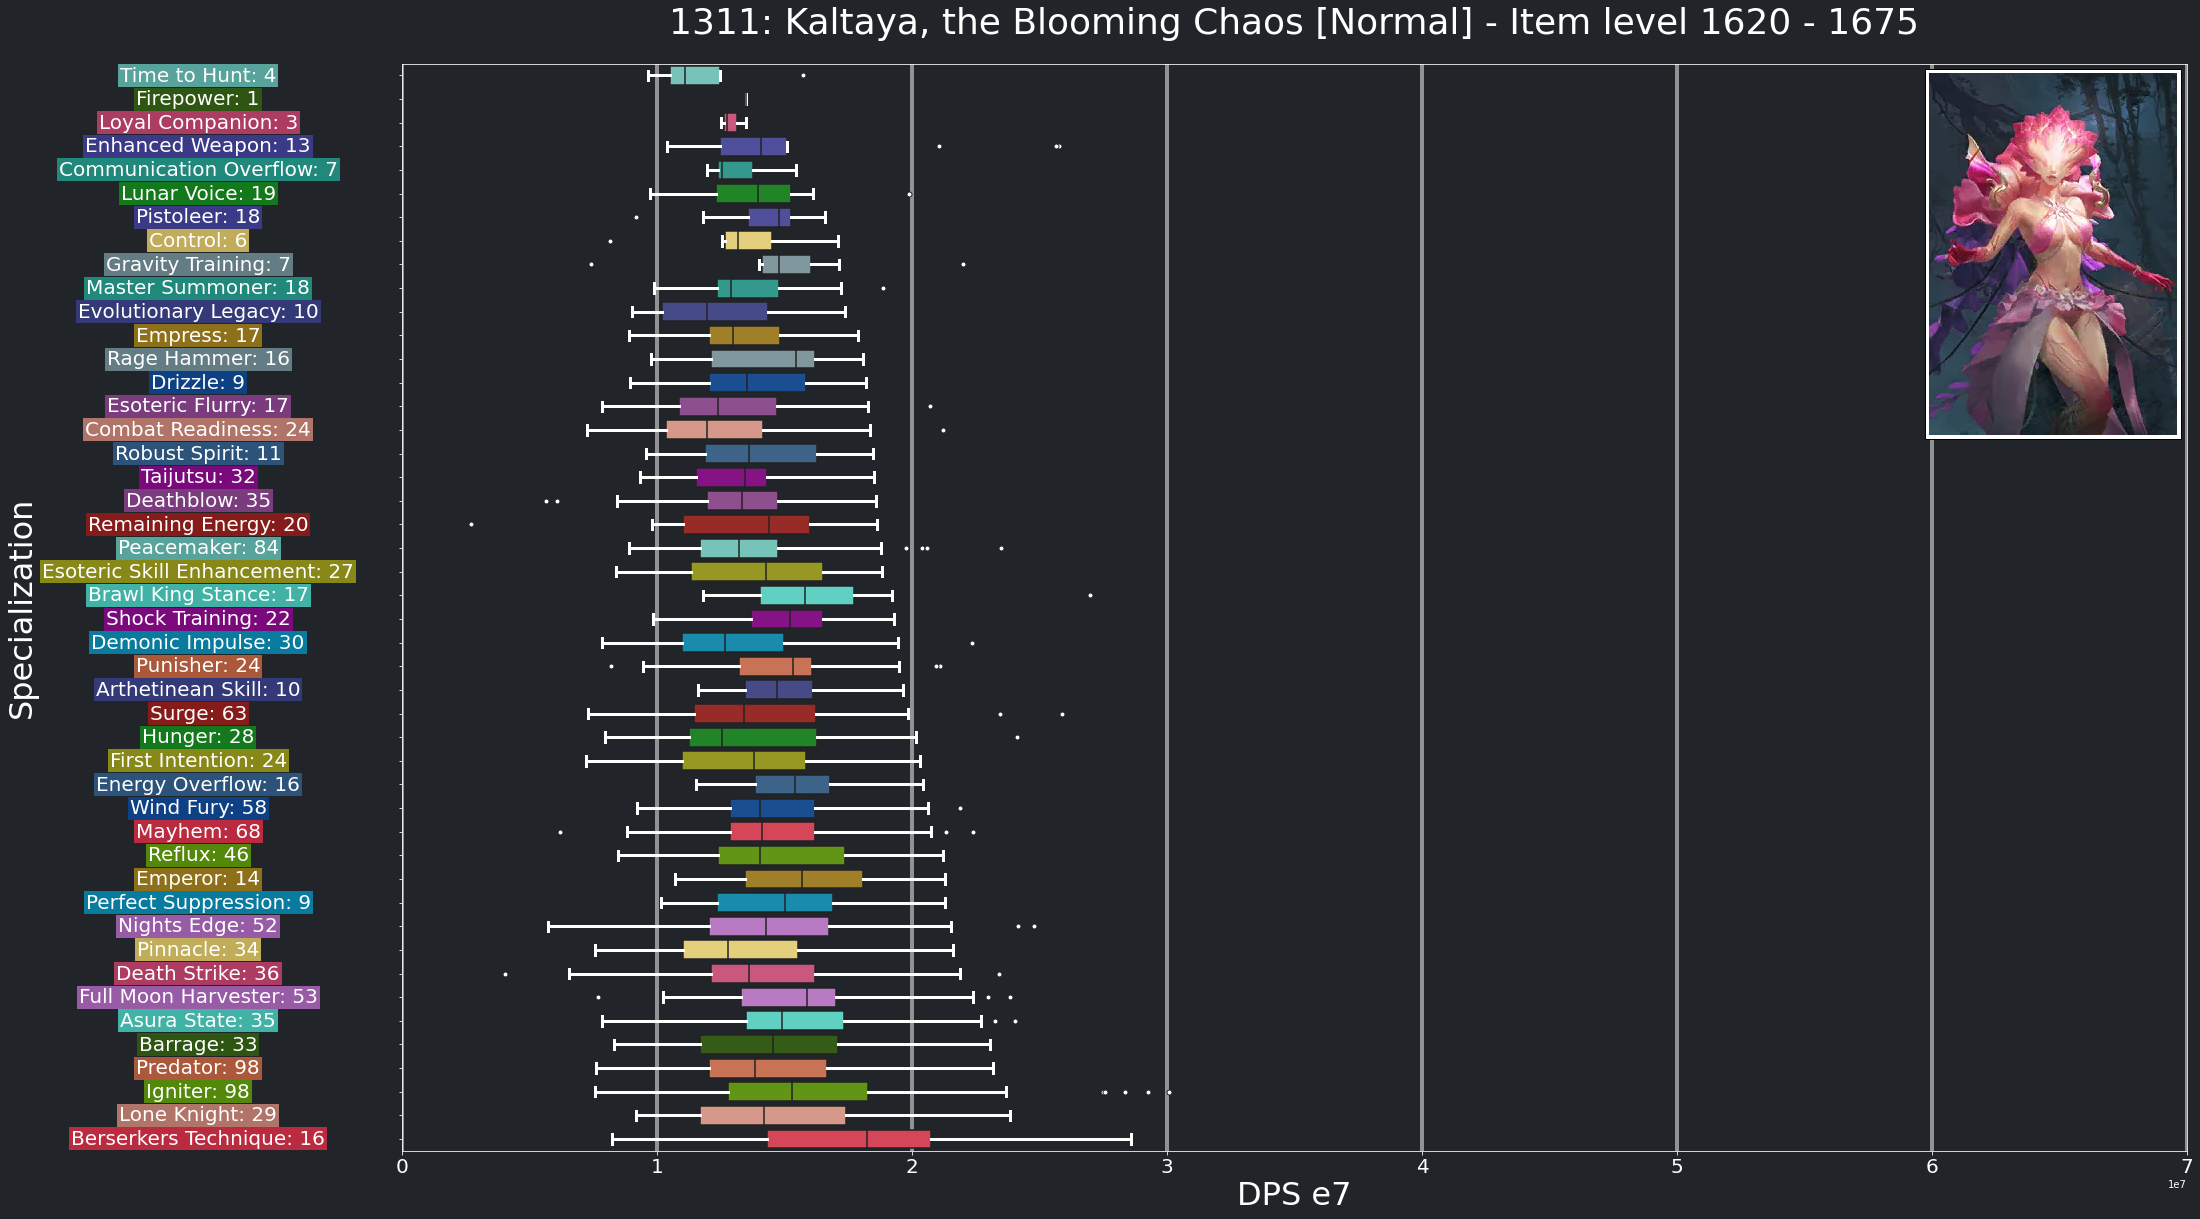 1311: Kaltaya, the Blooming Chaos [Normal] - Item level 1620 - 1675
Specialization
Time to Hunt: 4
Firepower: 1
Loyal Companion: 3
Enhanced Weapon: 13
Communication Overflow: 7
Lunar Voice: 19
Pistoleer: 18
Control: 6
Gravity Training: 7
Master Summoner: 18
Evolutionary Legacy: 10
Empress: 17
Rage Hammer: 16
Drizzle: 9
Esoteric Flurry: 17
Combat Readiness: 24
Robust Spirit: 11
Taijutsu: 32
Deathblow: 35
Remaining Energy: 20
Peacemaker: 84
Esoteric Skill Enhancement: 27
Brawl King Stance: 17
Shock Training: 22
Demonic Impulse: 30
Punisher: 24
Arthetinean Skill: 10
Surge: 63
Hunger: 28
First Intention: 24
Energy Overflow: 16
Wind Fury: 58
Mayhem: 68
Reflux: 46
Emperor: 14
Perfect Suppression: 9
Nights Edge: 52
Pinnacle: 34
Death Strike: 36
Full Moon Harvester: 53
Asura State: 35
Barrage: 33
Predator: 98
Igniter: 98
Lone Knight: 29
Berserkers Technique: 16
0 1 2 3 4 5 6 7
1e7
DPS e7